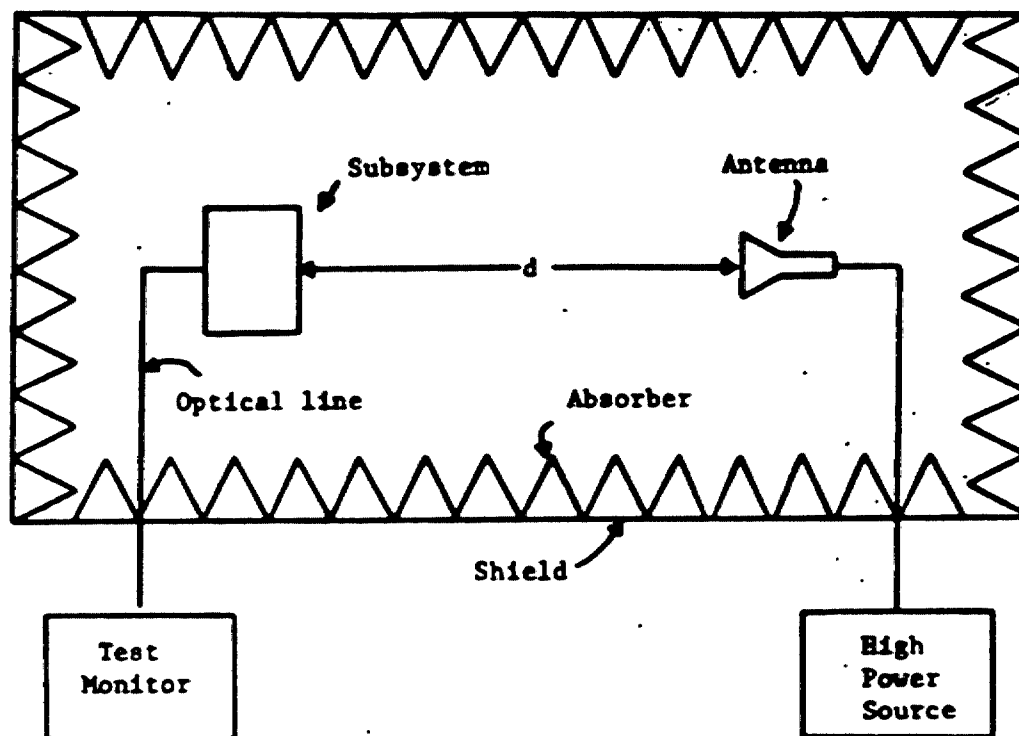 Subsystem
Antenna
d
Optical line
Absorber
Shield
Test
Monitor
High
Power
Source